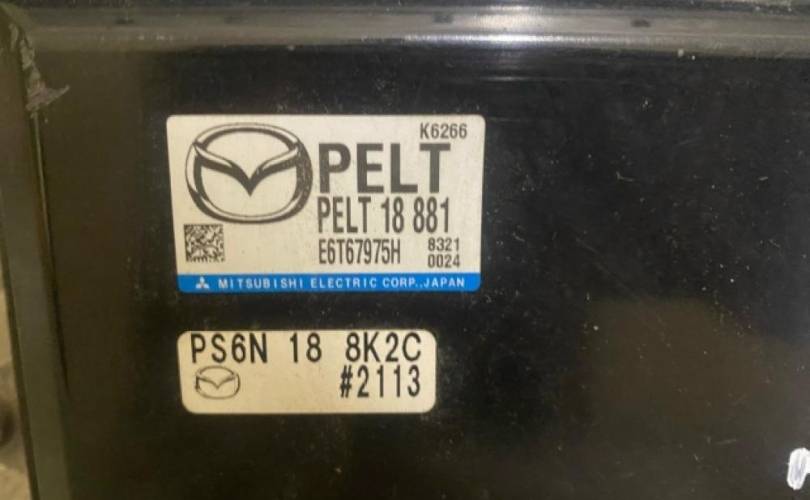 K6266
PELT
PELT 18 881
E6T67975H 8321
0024
MITSUBISHI ELECTRIC CORP.,JAPAN
PS6N 18 8K2C
#2113